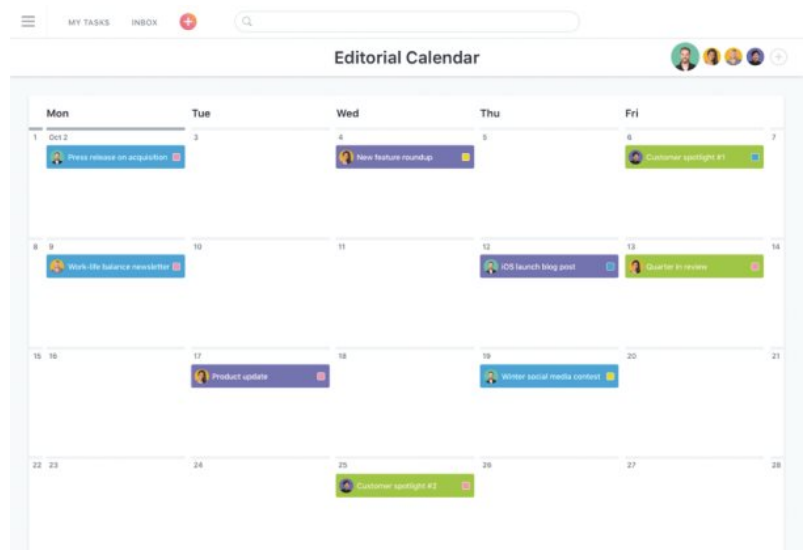 MY TASKS INBOX
Editorial Calendar
Mon Tue Wed Thu Fri
1 Oct 2 3 4 5 6 7
Press release on acquisition New feature roundup Customer spotlight #1
8 9 10 11 12 13 14
Work-life balance newsletter iOS launch blog post Quarter in review
15 16 17 18 19 20 21
Product update Winter social media contest
22 23 24 25 26 27 28
Customer spotlight #2